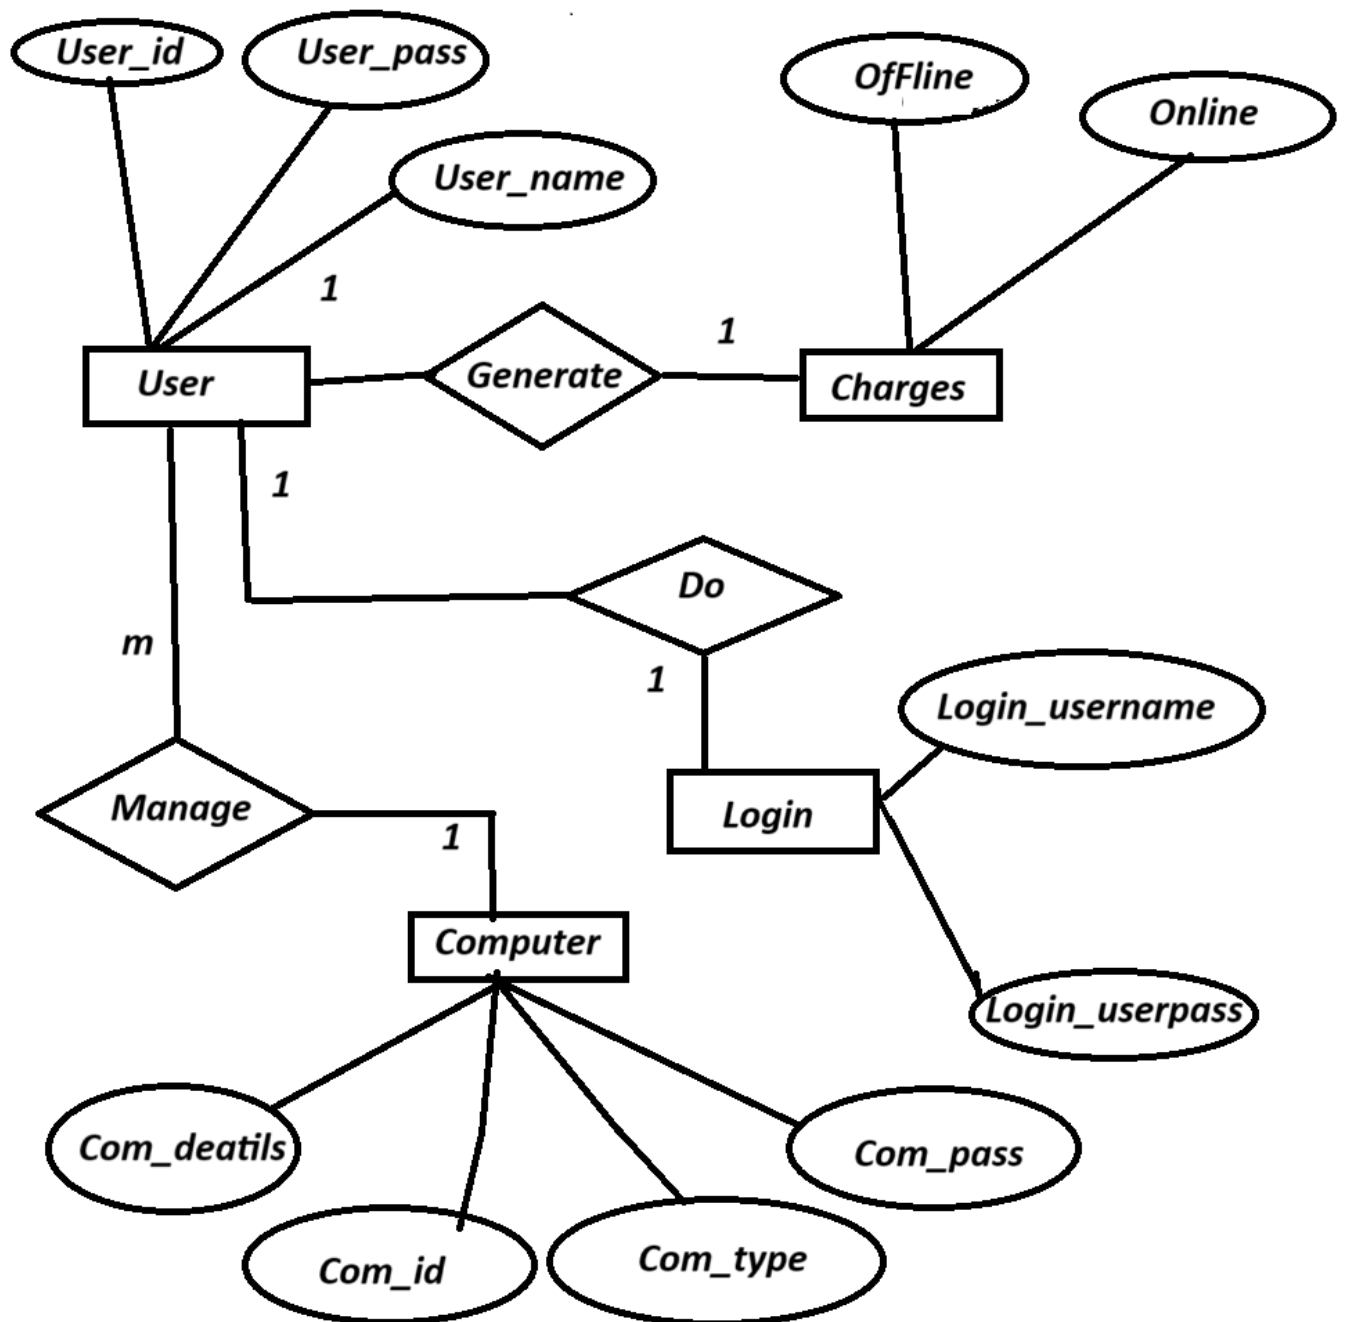 User_id
User_pass
OfFline
Online
User_name
1
1
User
Generate
Charges
1
Do
m
1
Login_username
Manage
1
Login
Computer
Login_userpass
Com_deatils
Com_pass
Com_id
Com_type